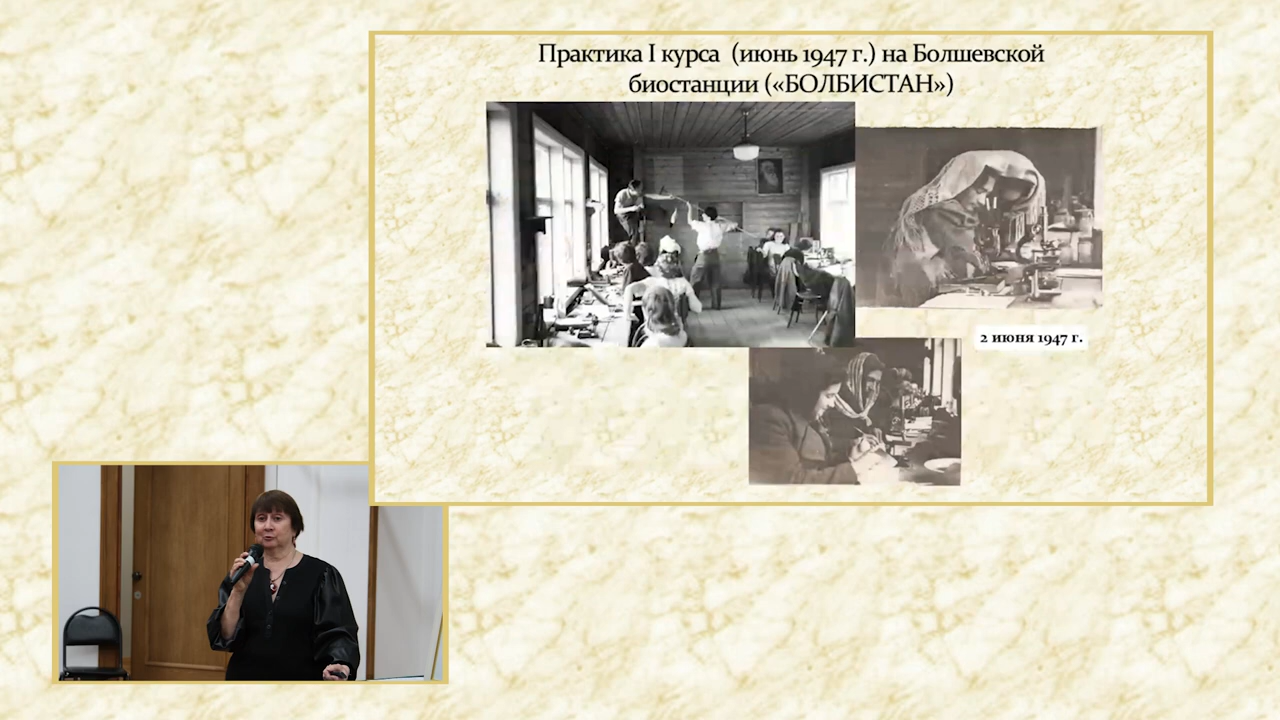 Практика I курса (июнь 1947 г.) на Болшевской
биостанции («БОЛБИСТАН»)
2 июня 1947 г.